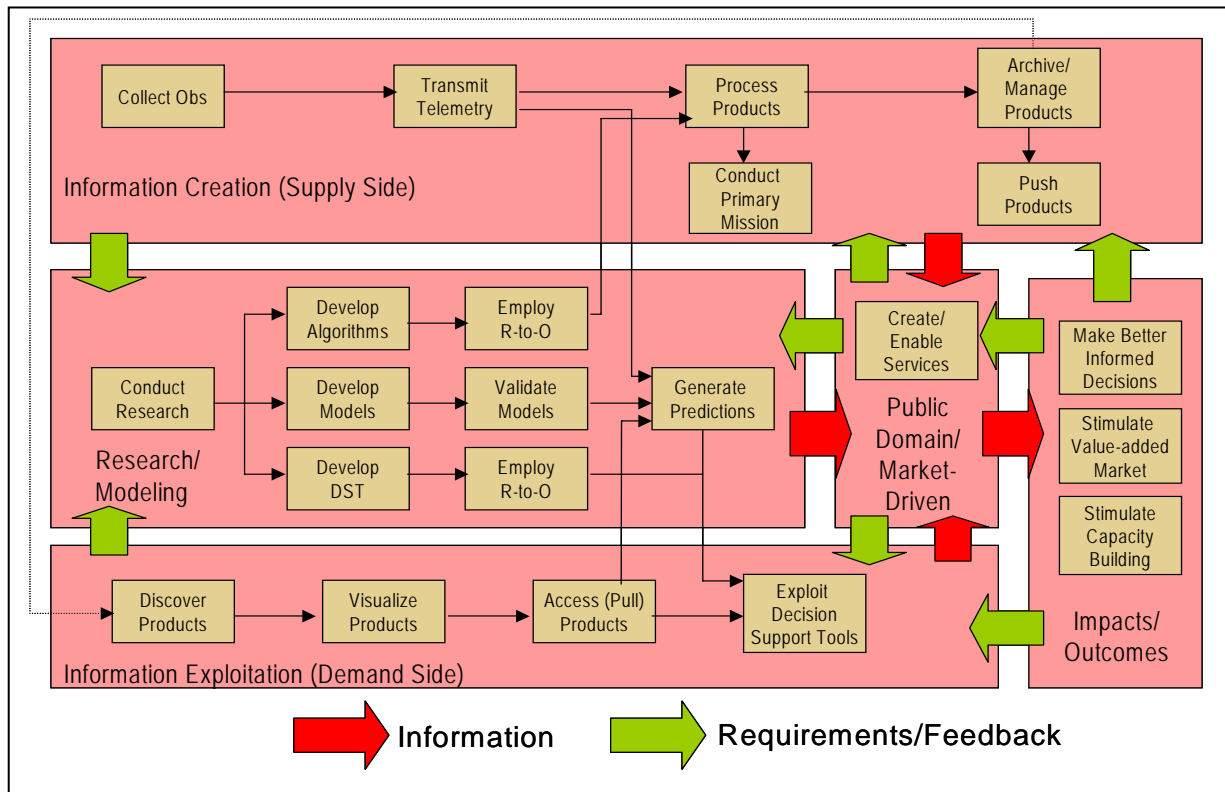 Collect Obs
Transmit
Telemetry
Process
Products
Archive/
Manage
Products
Conduct
Primary
Mission
Push
Products
Information Creation (Supply Side)
Develop
Algorithms
Employ
R-to-O
Conduct
Research
Develop
Models
Validate
Models
Generate
Predictions
Develop
DST
Employ
R-to-O
Research/
Modeling
Create/
Enable
Services
Public
Domain/
Market-
Driven
Make Better
Informed
Decisions
Stimulate
Value-added
Market
Stimulate
Capacity
Building
Impacts/
Outcomes
Discover
Products
Visualize
Products
Access (Pull)
Products
Exploit
Decision
Support Tools
Information Exploitation (Demand Side)
Information
Requirements/Feedback